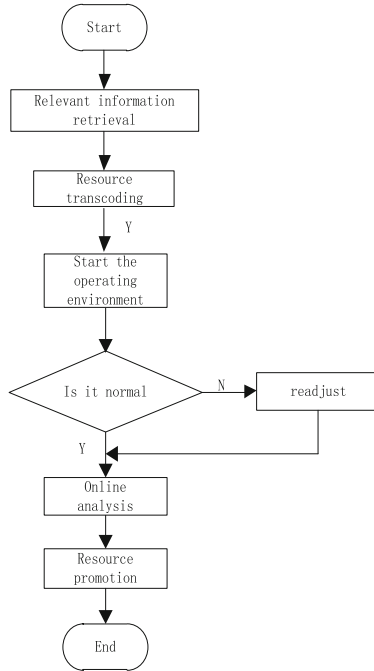 Start
Relevant information
retrieval
Resource
transcoding
Y
Start the
operating
environment
Is it normal
N
readjust
Y
Online
analysis
Resource
promotion
End